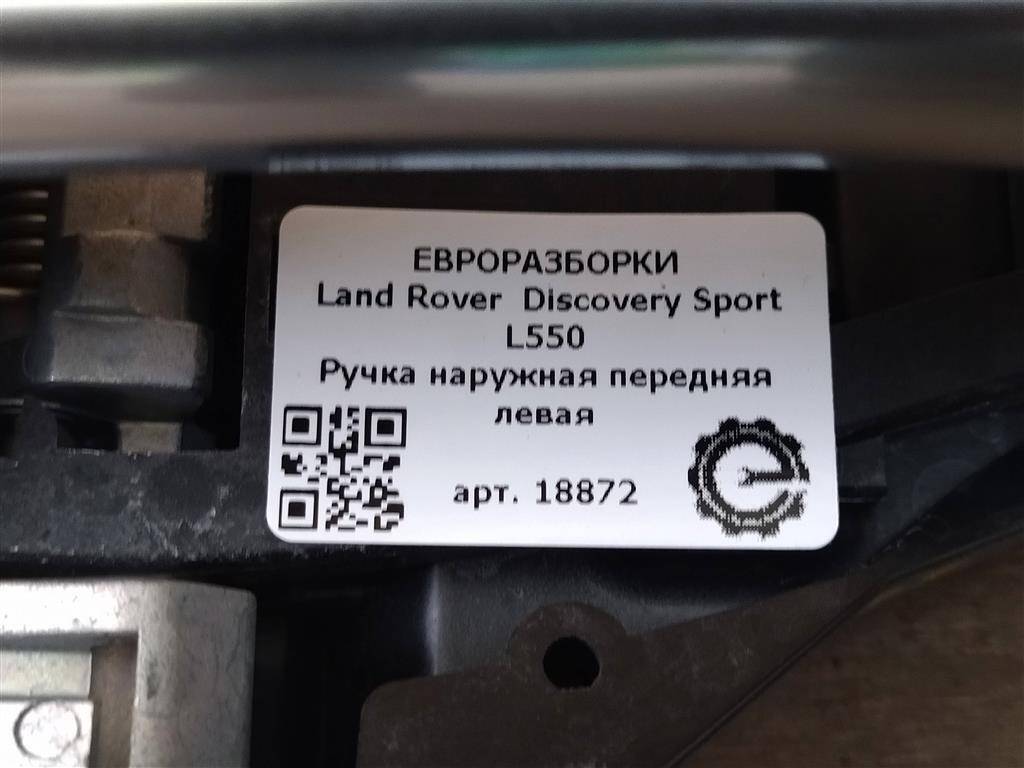 ЕВРОРАЗБОРКИ
Land Rover Discovery Sport
L550
Ручка наружная передняя
левая
арт. 18872